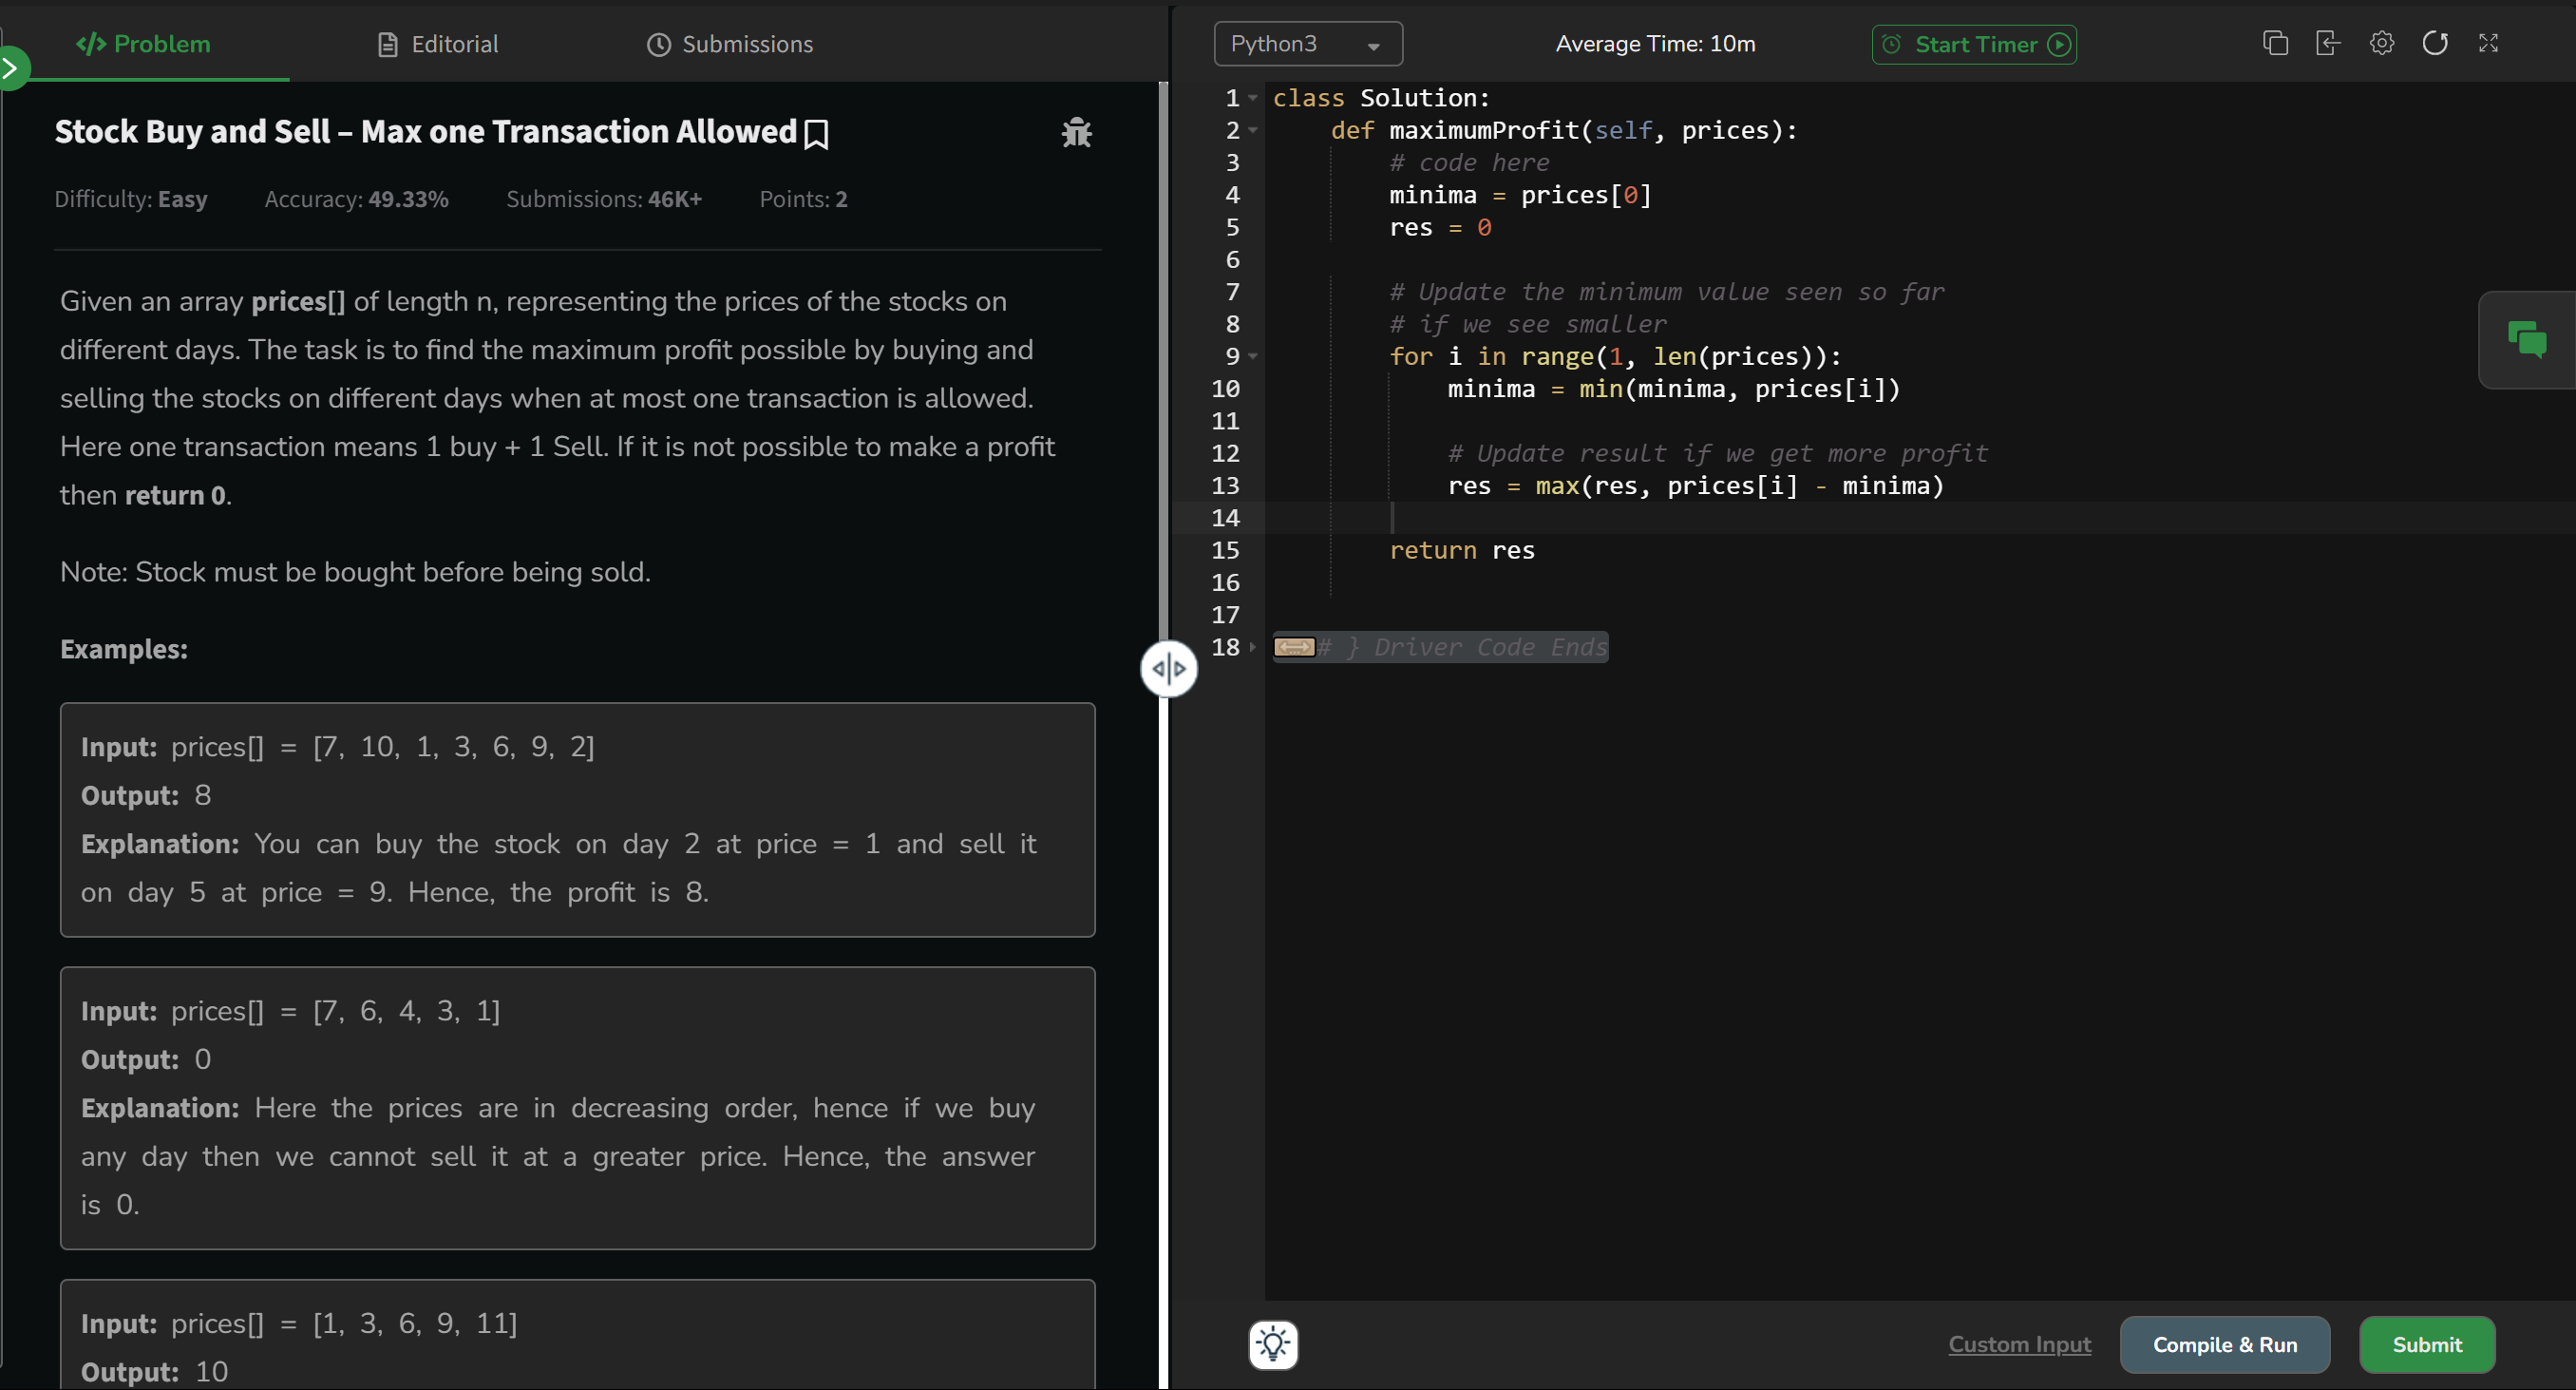 Problem
Editorial
Submissions
Stock Buy and Sell – Max one Transaction Allowed
Difficulty: Easy Accuracy: 49.33% Submissions: 46K+ Points: 2
Given an array prices[] of length n, representing the prices of the stocks on
different days. The task is to find the maximum profit possible by buying and
selling the stocks on different days when at most one transaction is allowed.
Here one transaction means 1 buy + 1 Sell. If it is not possible to make a profit
then return 0.
Note: Stock must be bought before being sold.
Examples:
Input: prices[] = [7, 10, 1, 3, 6, 9, 2]
Output: 8
Explanation: You can buy the stock on day 2 at price = 1 and sell it
on day 5 at price = 9. Hence, the profit is 8.
Input: prices[] = [7, 6, 4, 3, 1]
Output: 0
Explanation: Here the prices are in decreasing order, hence if we buy
any day then we cannot sell it at a greater price. Hence, the answer
is 0.
Input: prices[] = [1, 3, 6, 9, 11]
Output: 10
Python3
Average Time: 10m
Start Timer
1 class Solution:
2     def maximumProfit(self, prices):
3         # code here
4         minima = prices[0]
5         res = 0
6
7         # Update the minimum value seen so far
8         # if we see smaller
9         for i in range(1, len(prices)):
10             minima = min(minima, prices[i])
11
12             # Update result if we get more profit
13             res = max(res, prices[i] - minima)
14
15         return res
16
17
18 # } Driver Code Ends
Custom Input
Compile & Run
Submit